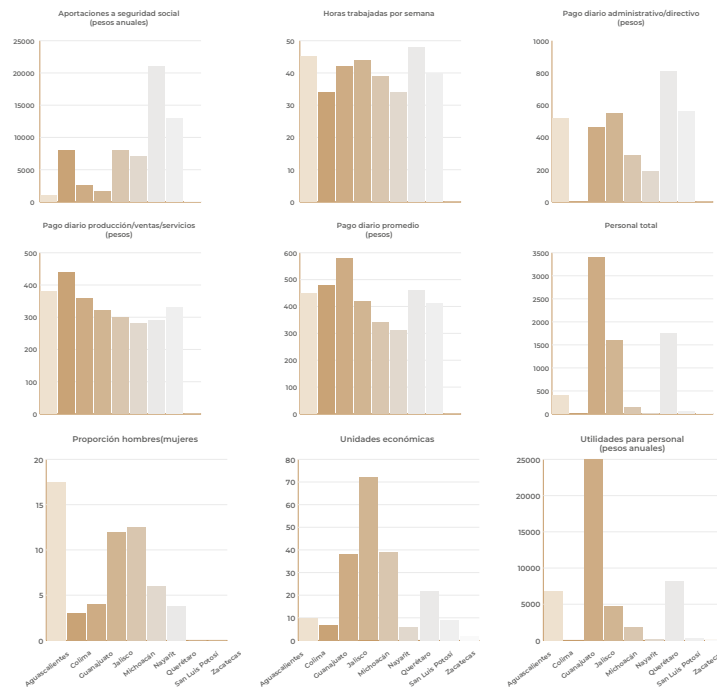 Aportaciones a seguridad social
(pesos anuales)
25000
20000
15000
10000
5000
0
Horas trabajadas por semana
50
40
30
20
10
0
Pago diario administrativo/directivo
(pesos)
1000
800
600
400
200
0
Pago diario producción/ventas/servicios
(pesos)
500
400
300
200
100
0
Pago diario promedio
(pesos)
600
500
400
300
200
100
0
Personal total
3500
3000
2500
2000
1500
1000
500
0
Proporción hombres(mujeres
20
15
10
5
0
Aguascalientes
Colima
Guanajuato
Jalisco
Michoacán
Nayarit
Querétaro
San Luis Potosí
Zacatecas
Unidades económicas
80
70
60
50
40
30
20
10
0
Aguascalientes
Colima
Guanajuato
Jalisco
Michoacán
Nayarit
Querétaro
San Luis Potosí
Zacatecas
Utilidades para personal
(pesos anuales)
25000
20000
15000
10000
5000
0
Aguascalientes
Colima
Guanajuato
Jalisco
Michoacán
Nayarit
Querétaro
San Luis Potosí
Zacatecas